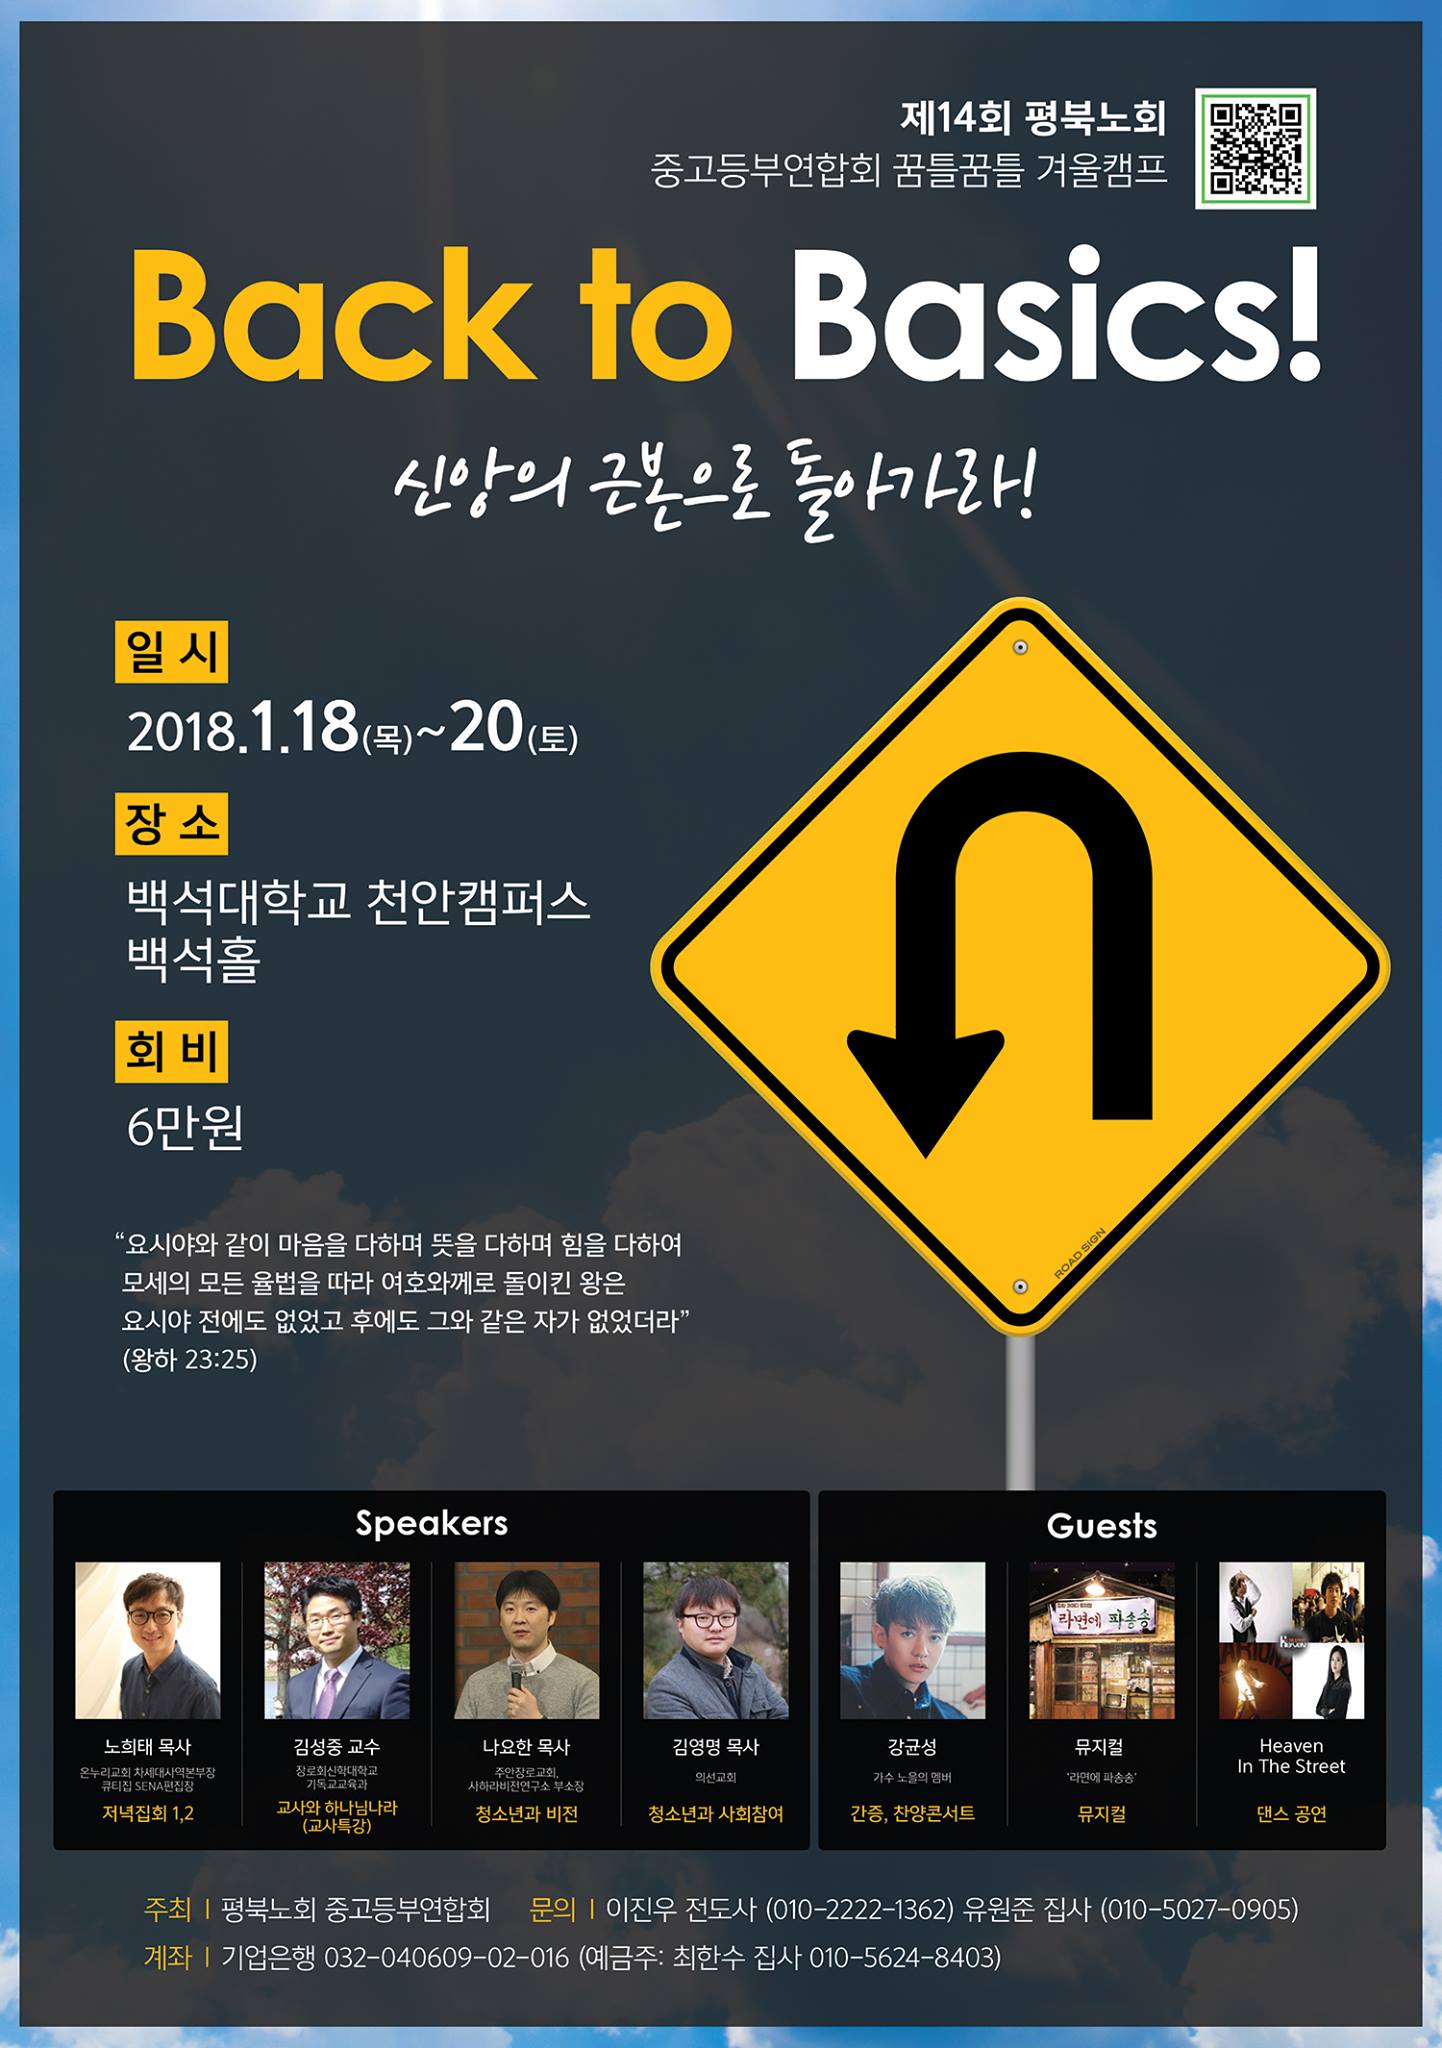 제14회 평북노회
중고등부연합회 꿈틀꿈틀 겨울캠프
Back to Basics!
신앙의 근본으로 돌아가라!
일 시
2018.1.18(목)~20(토)
장 소
백석대학교 천안캠퍼스
백석홀
회 비
6만원
“요시야와 같이 마음을 다하며 뜻을 다하며 힘을 다하여
모세의 모든 율법을 따라 여호와께로 돌이킨 왕은
요시야 전에도 없었고 후에도 그와 같은 자가 없었더라”
(왕하 23:25)
ROAD SIGN
Speakers
노희태 목사
온누리교회 차세대사역본부장
큐티집 SENA편집장
저녁집회 1,2
김성중 교수
장로회신학대학교
기독교교육과
교사와 하나님나라
(교사특강)
나요한 목사
주안장로교회,
사하라비전연구소 부소장
청소년과 비전
김영명 목사
의선교회
청소년과 사회참여
Guests
강균성
가수 노을의 멤버
간증, 찬양콘서트
라면에 파송송
뮤지컬
‘라면에 파송송’
뮤지컬
Heaven
In The Street
댄스 공연
주최 | 평북노회 중고등부연합회 문의 | 이진우 전도사 (010-2222-1362) 유원준 집사 (010-5027-0905)
계좌 | 기업은행 032-040609-02-016 (예금주: 최한수 집사 010-5624-8403)